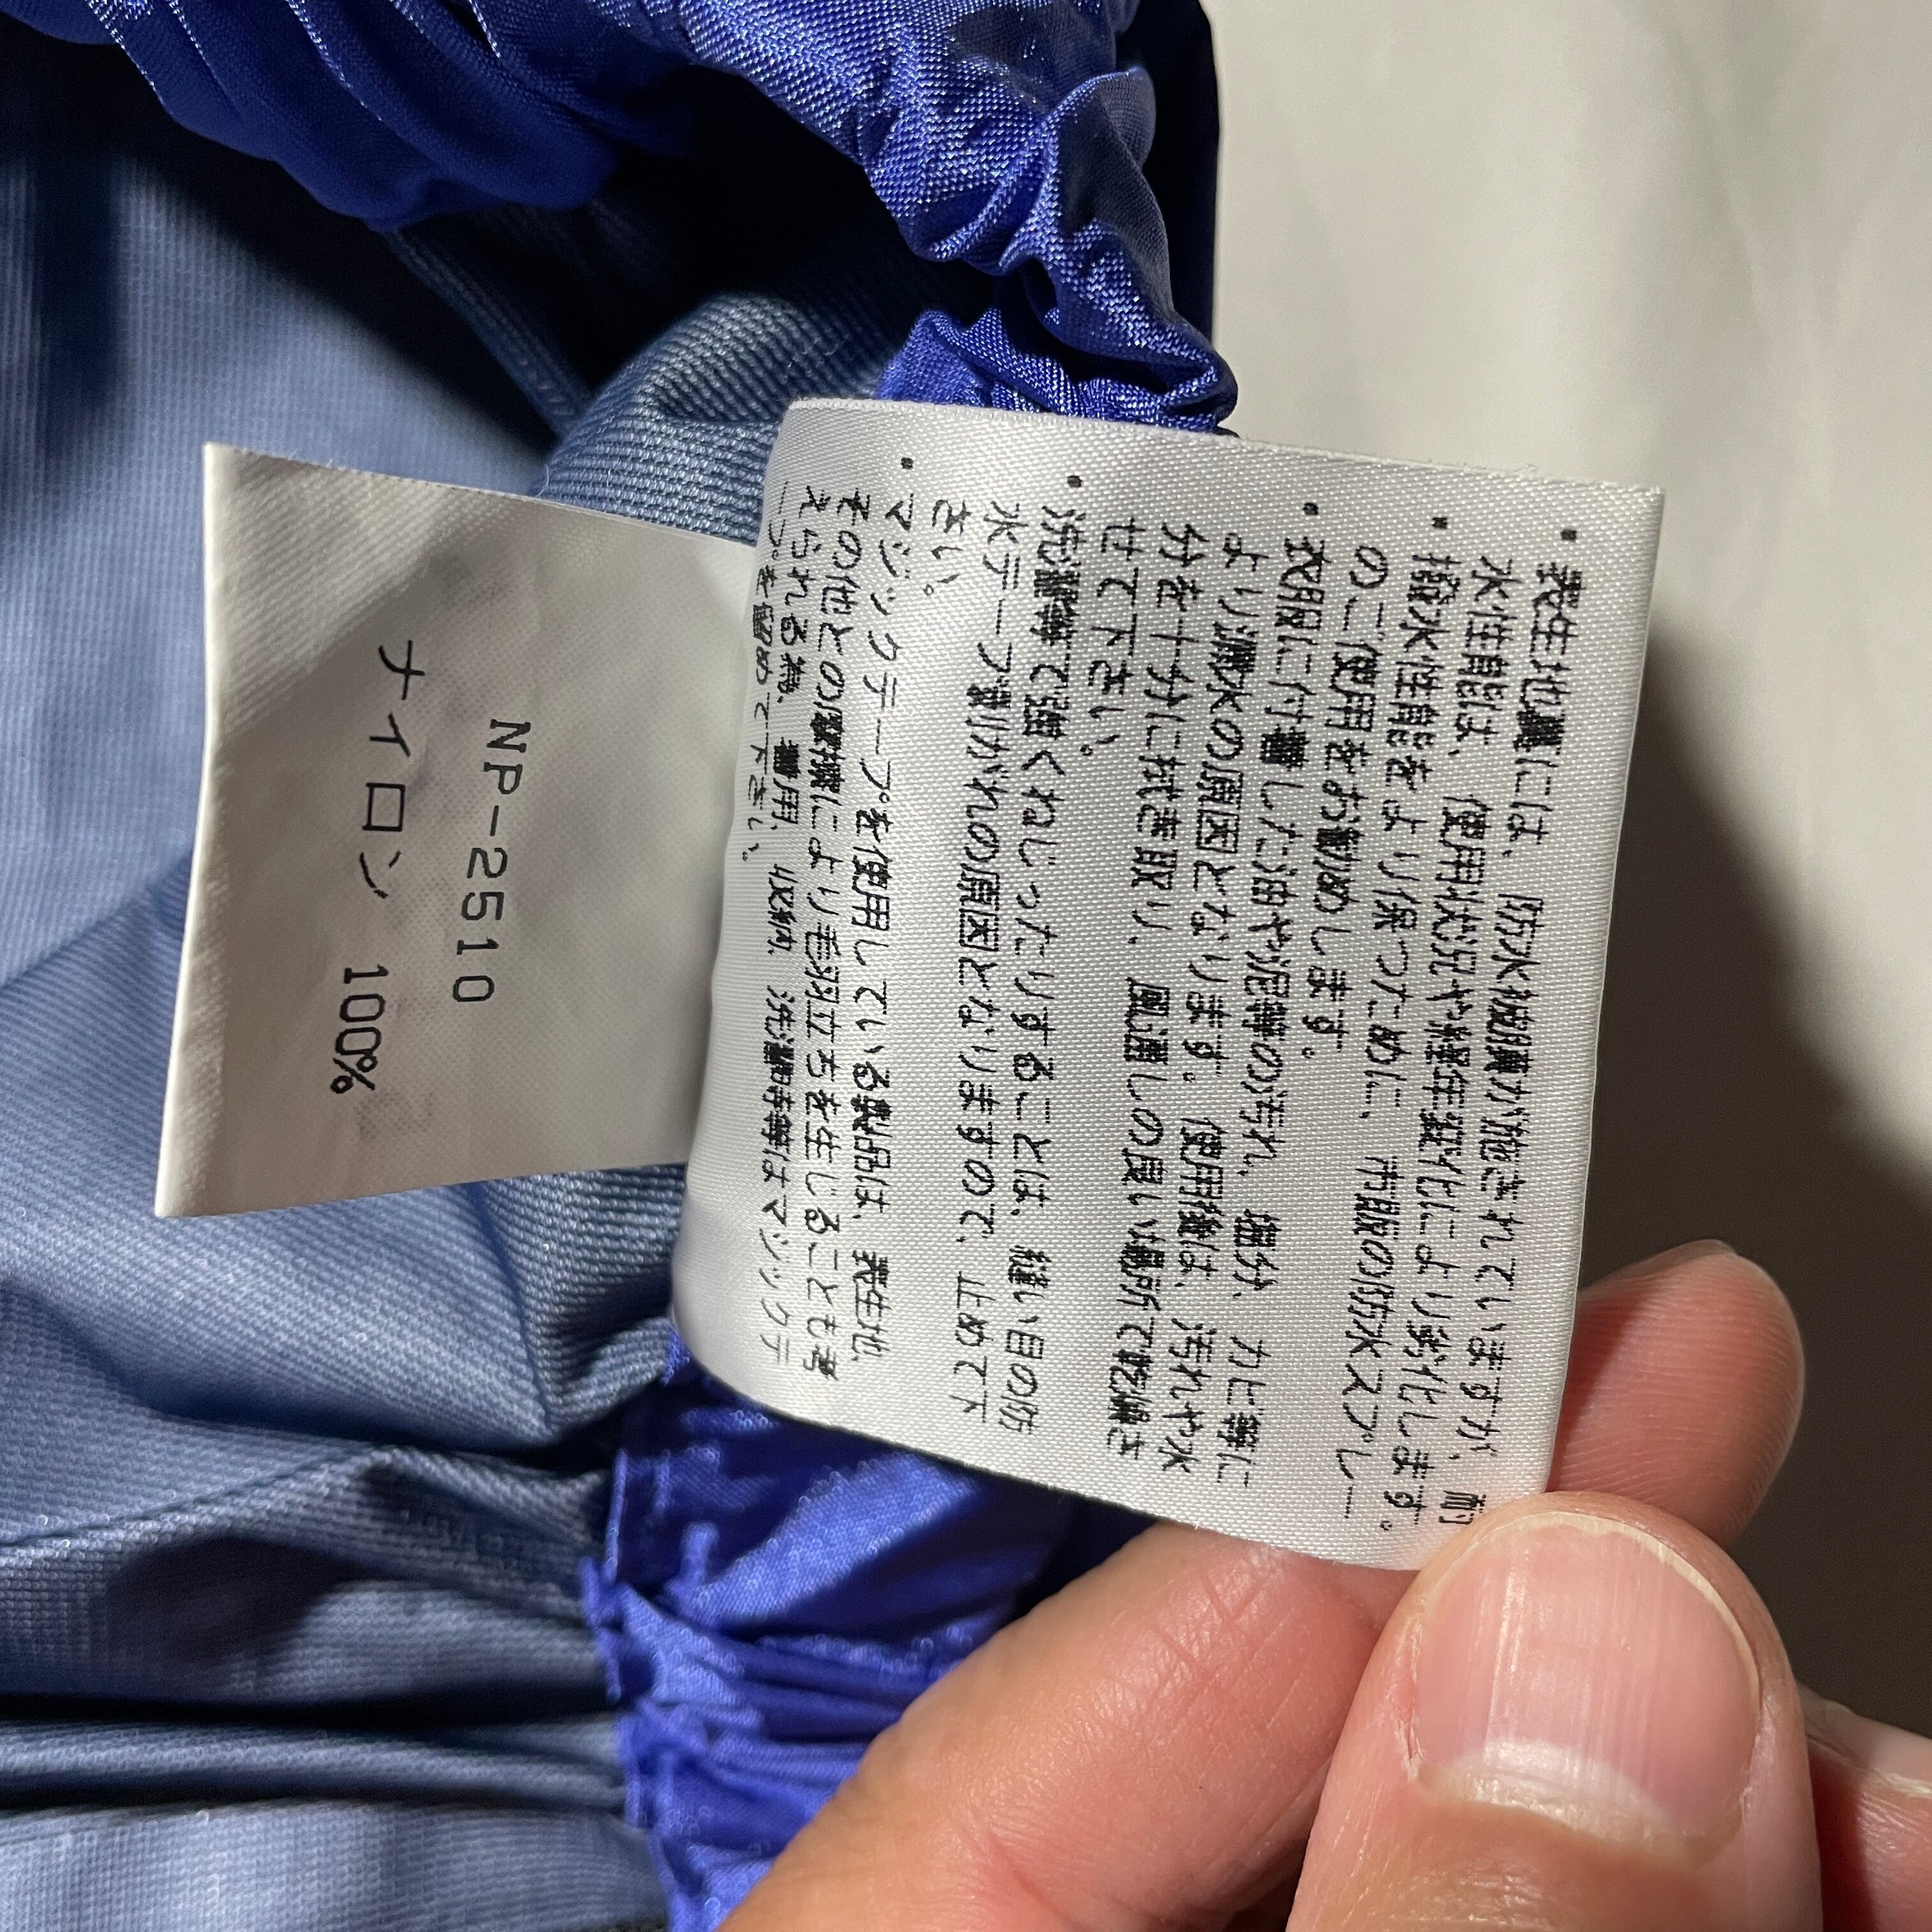 ・表生地裏には、防水樹脂膜が施されていますが、耐
水性能は、使用状況や経年変化により劣化します。
・撥水性能をより保つために、市販の防水スプレー
のご使用をお勧めします。
・衣服に付着した油や泥等の汚れ、塩分、カビ等に
より漏水の原因となります。使用後は、汚れや水
分を十分に拭き取り、風通しの良い場所で乾燥さ
せて下さい。
・洗濯等で強くねじったりすることは、縫い目の防
水テープ剥がれの原因となりますので、止めて下
さい。
・マジックテープを使用している製品は、表生地、
その他との摩擦により毛羽立ちを生じることも考
えられる為、着用、収納、洗濯時等はマジックテ
ープを留めて下さい。
NP-2510
ナイロン 100%